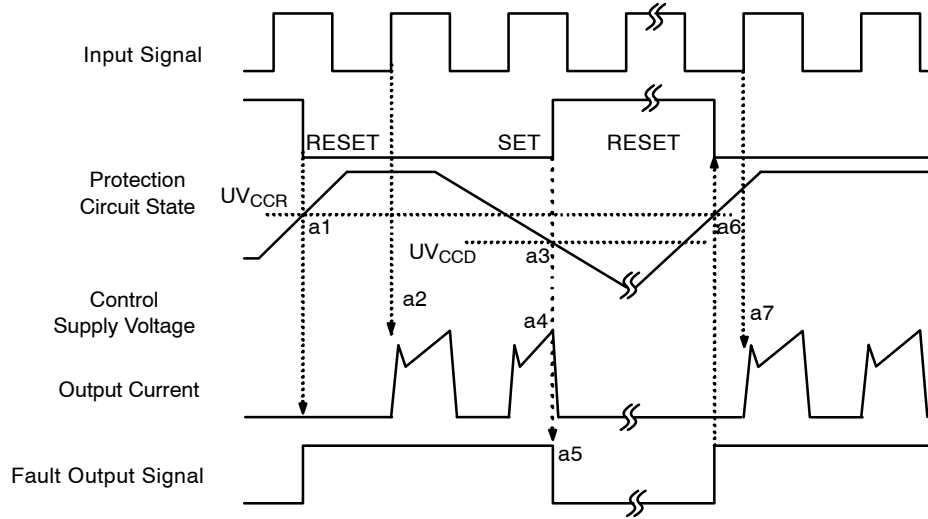 Input Signal
RESET SET RESET
Protection
Circuit State
UVCCR
a1
a6
UVCCD
a3
Control
Supply Voltage
a2
a4
a7
Output Current
a5
Fault Output Signal